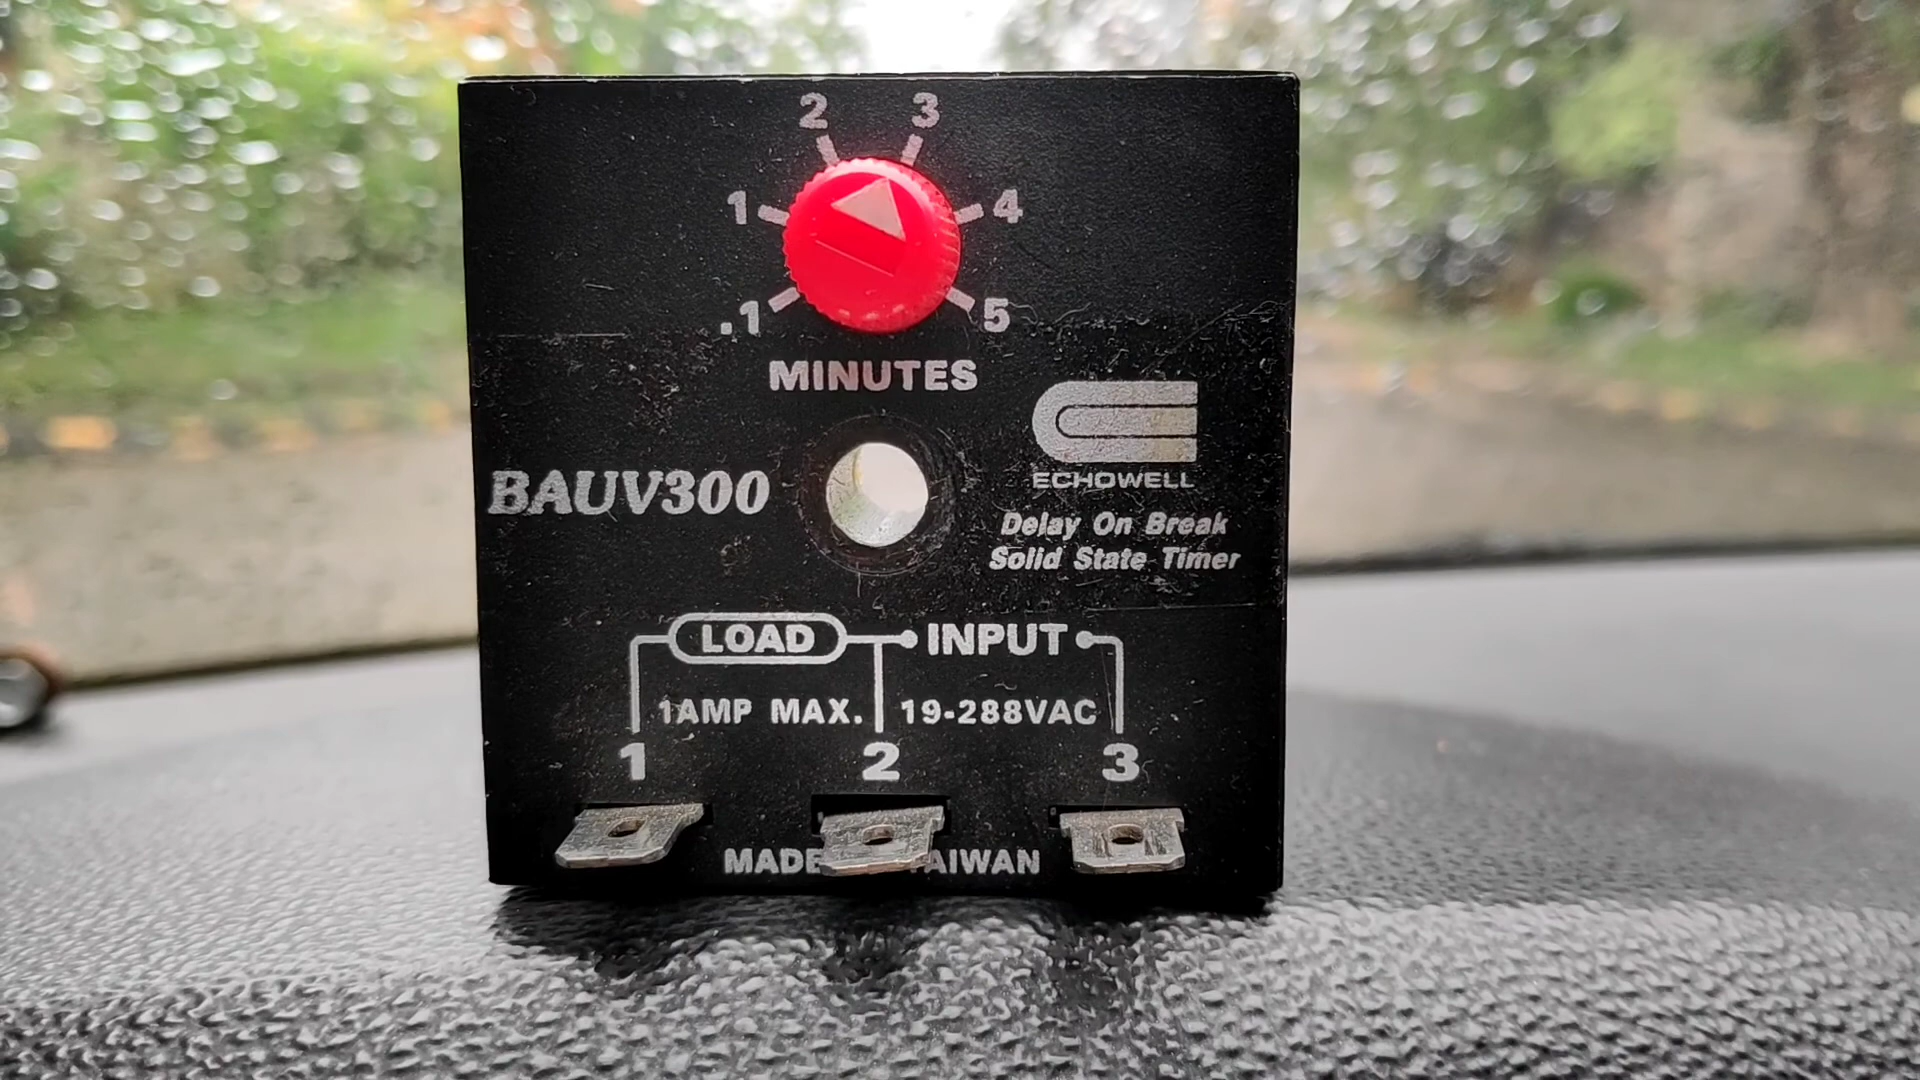 2 3
1 4
.1 5
MINUTES
BAUV300
ECHOWELL
Delay On Break
Solid State Timer
LOAD INPUT
1AMP MAX. 19-288VAC
1 2 3
MADE AIWAN